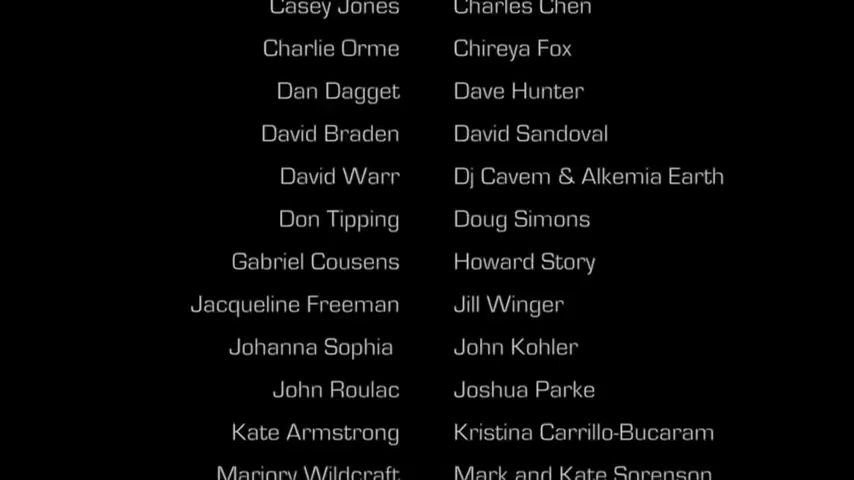 Casey Jones Charles Chen
Charlie Orme Chireya Fox
Dan Dagget Dave Hunter
David Braden David Sandoval
David Warr Dj Cavem & Alkemia Earth
Don Tipping Doug Simons
Gabriel Cousens Howard Story
Jacqueline Freeman Jill Winger
Johanna Sophia John Kohler
John Roulac Joshua Parke
Kate Armstrong Kristina Carrillo-Bucaram
Marjory Wildcraft Mark and Kate Sorenson